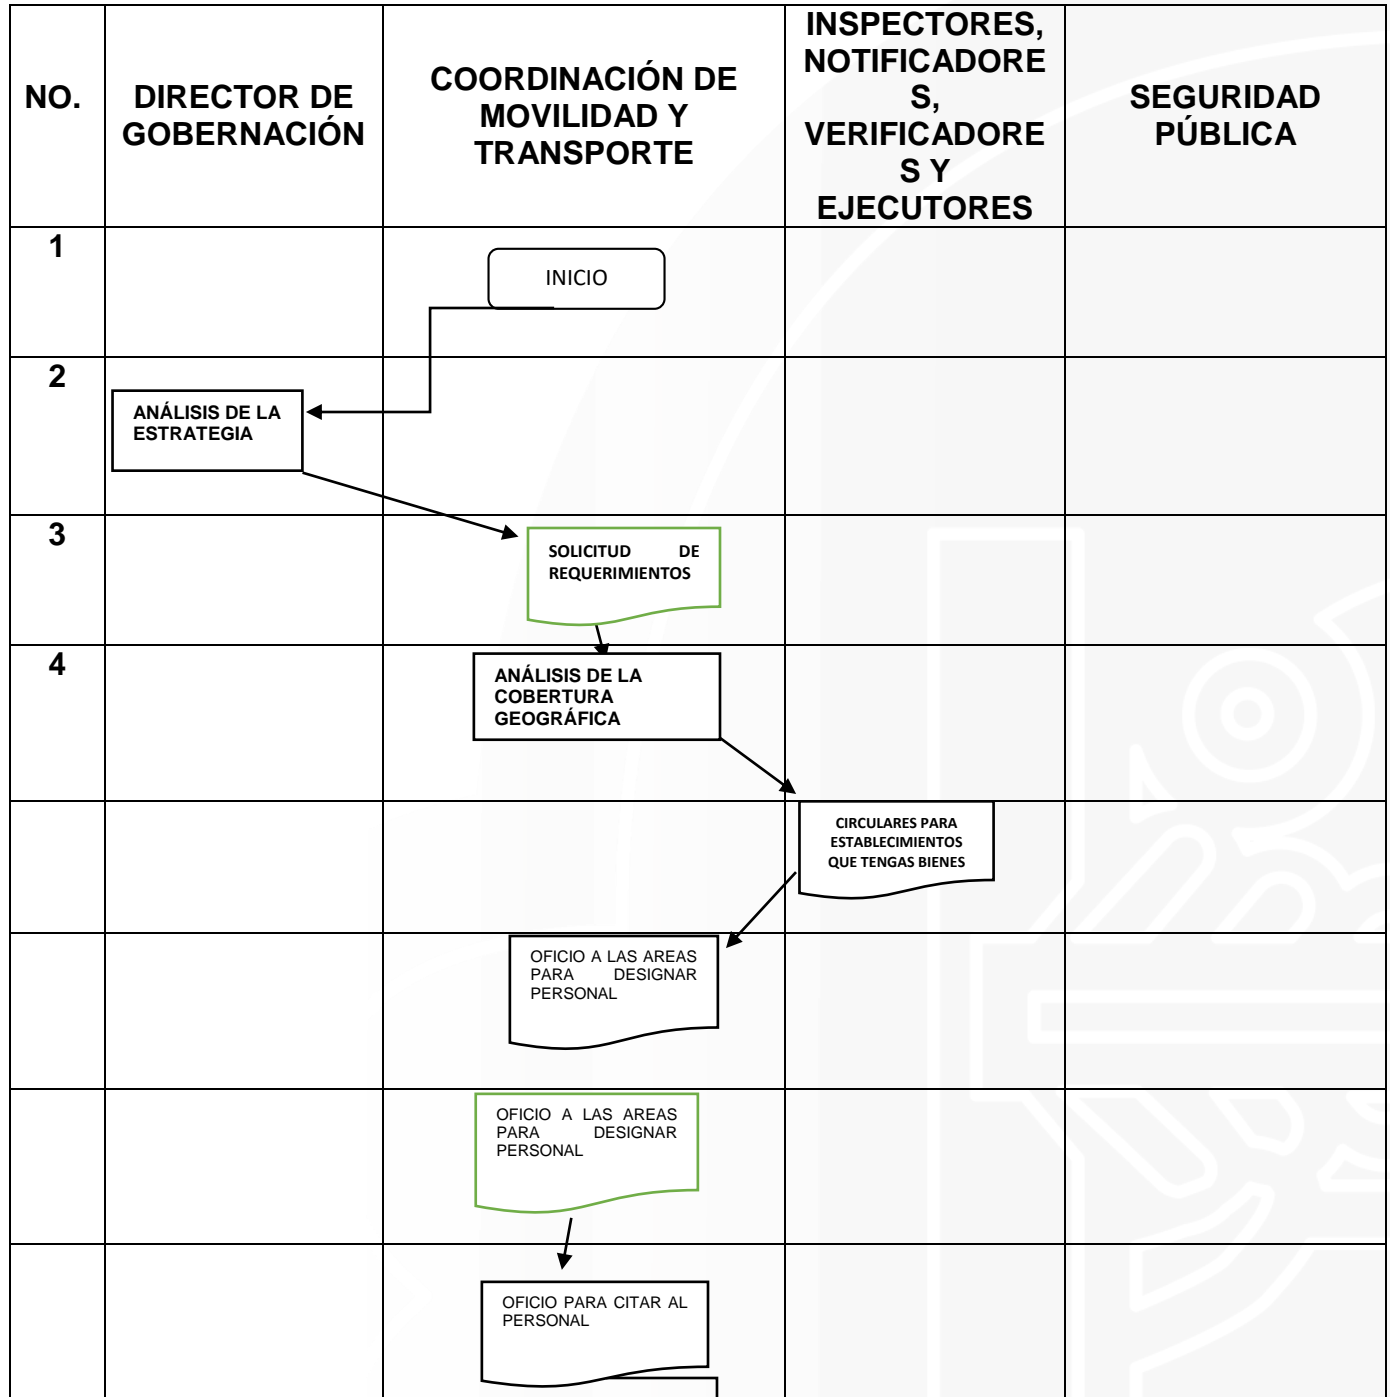 NO.
DIRECTOR DE
GOBERNACIÓN
COORDINACIÓN DE
MOVILIDAD Y
TRANSPORTE
INSPECTORES,
NOTIFICADORE
S,
VERIFICADORE
S Y
EJECUTORES
SEGURIDAD
PÚBLICA
1
INICIO
2
ANÁLISIS DE LA
ESTRATEGIA
3
SOLICITUD DE
REQUERIMIENTOS
4
ANÁLISIS DE LA
COBERTURA
GEOGRÁFICA
CIRCULARES PARA
ESTABLECIMIENTOS
QUE TENGAS BIENES
OFICIO A LAS AREAS
PARA DESIGNAR
PERSONAL
OFICIO A LAS AREAS
PARA DESIGNAR
PERSONAL
OFICIO PARA CITAR AL
PERSONAL